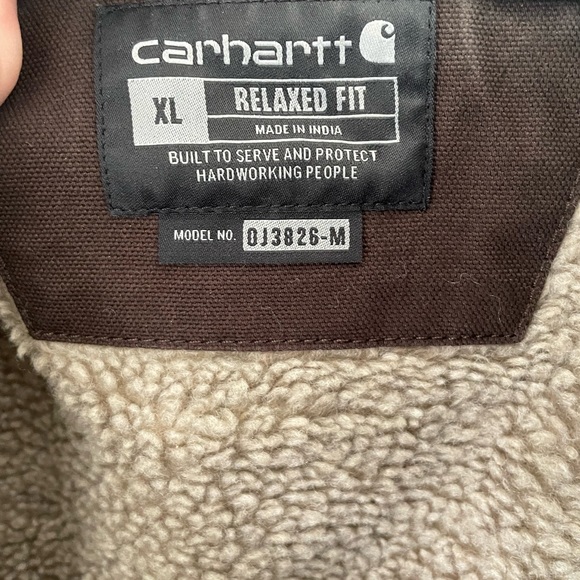 carhartt
XL RELAXED FIT
MADE IN INDIA
BUILT TO SERVE AND PROTECT
HARDWORKING PEOPLE
MODEL NO. OJ3826-M